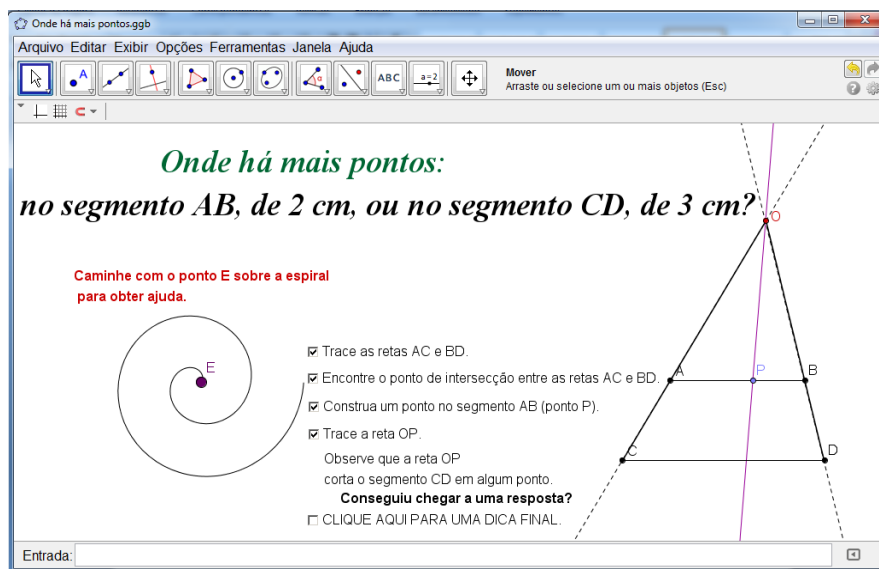 Onde há mais pontos.ggb
Arquivo Editar Exibir Opções Ferramentas Janela Ajuda
A
α
ABC
a=2
Mover
Arraste ou selecione um ou mais objetos (Esc)
Onde há mais pontos:
no segmento AB, de 2 cm, ou no segmento CD, de 3 cm?
O
Caminhe com o ponto E sobre a espiral
para obter ajuda.
E
Trace as retas AC e BD.
Encontre o ponto de intersecção entre as retas AC e BD.
Construa um ponto no segmento AB (ponto P).
Trace a reta OP.
Observe que a reta OP
corta o segmento CD em algum ponto.
Conseguiu chegar a uma resposta?
CLIQUE AQUI PARA UMA DICA FINAL.
A
P
B
C
D
Entrada: